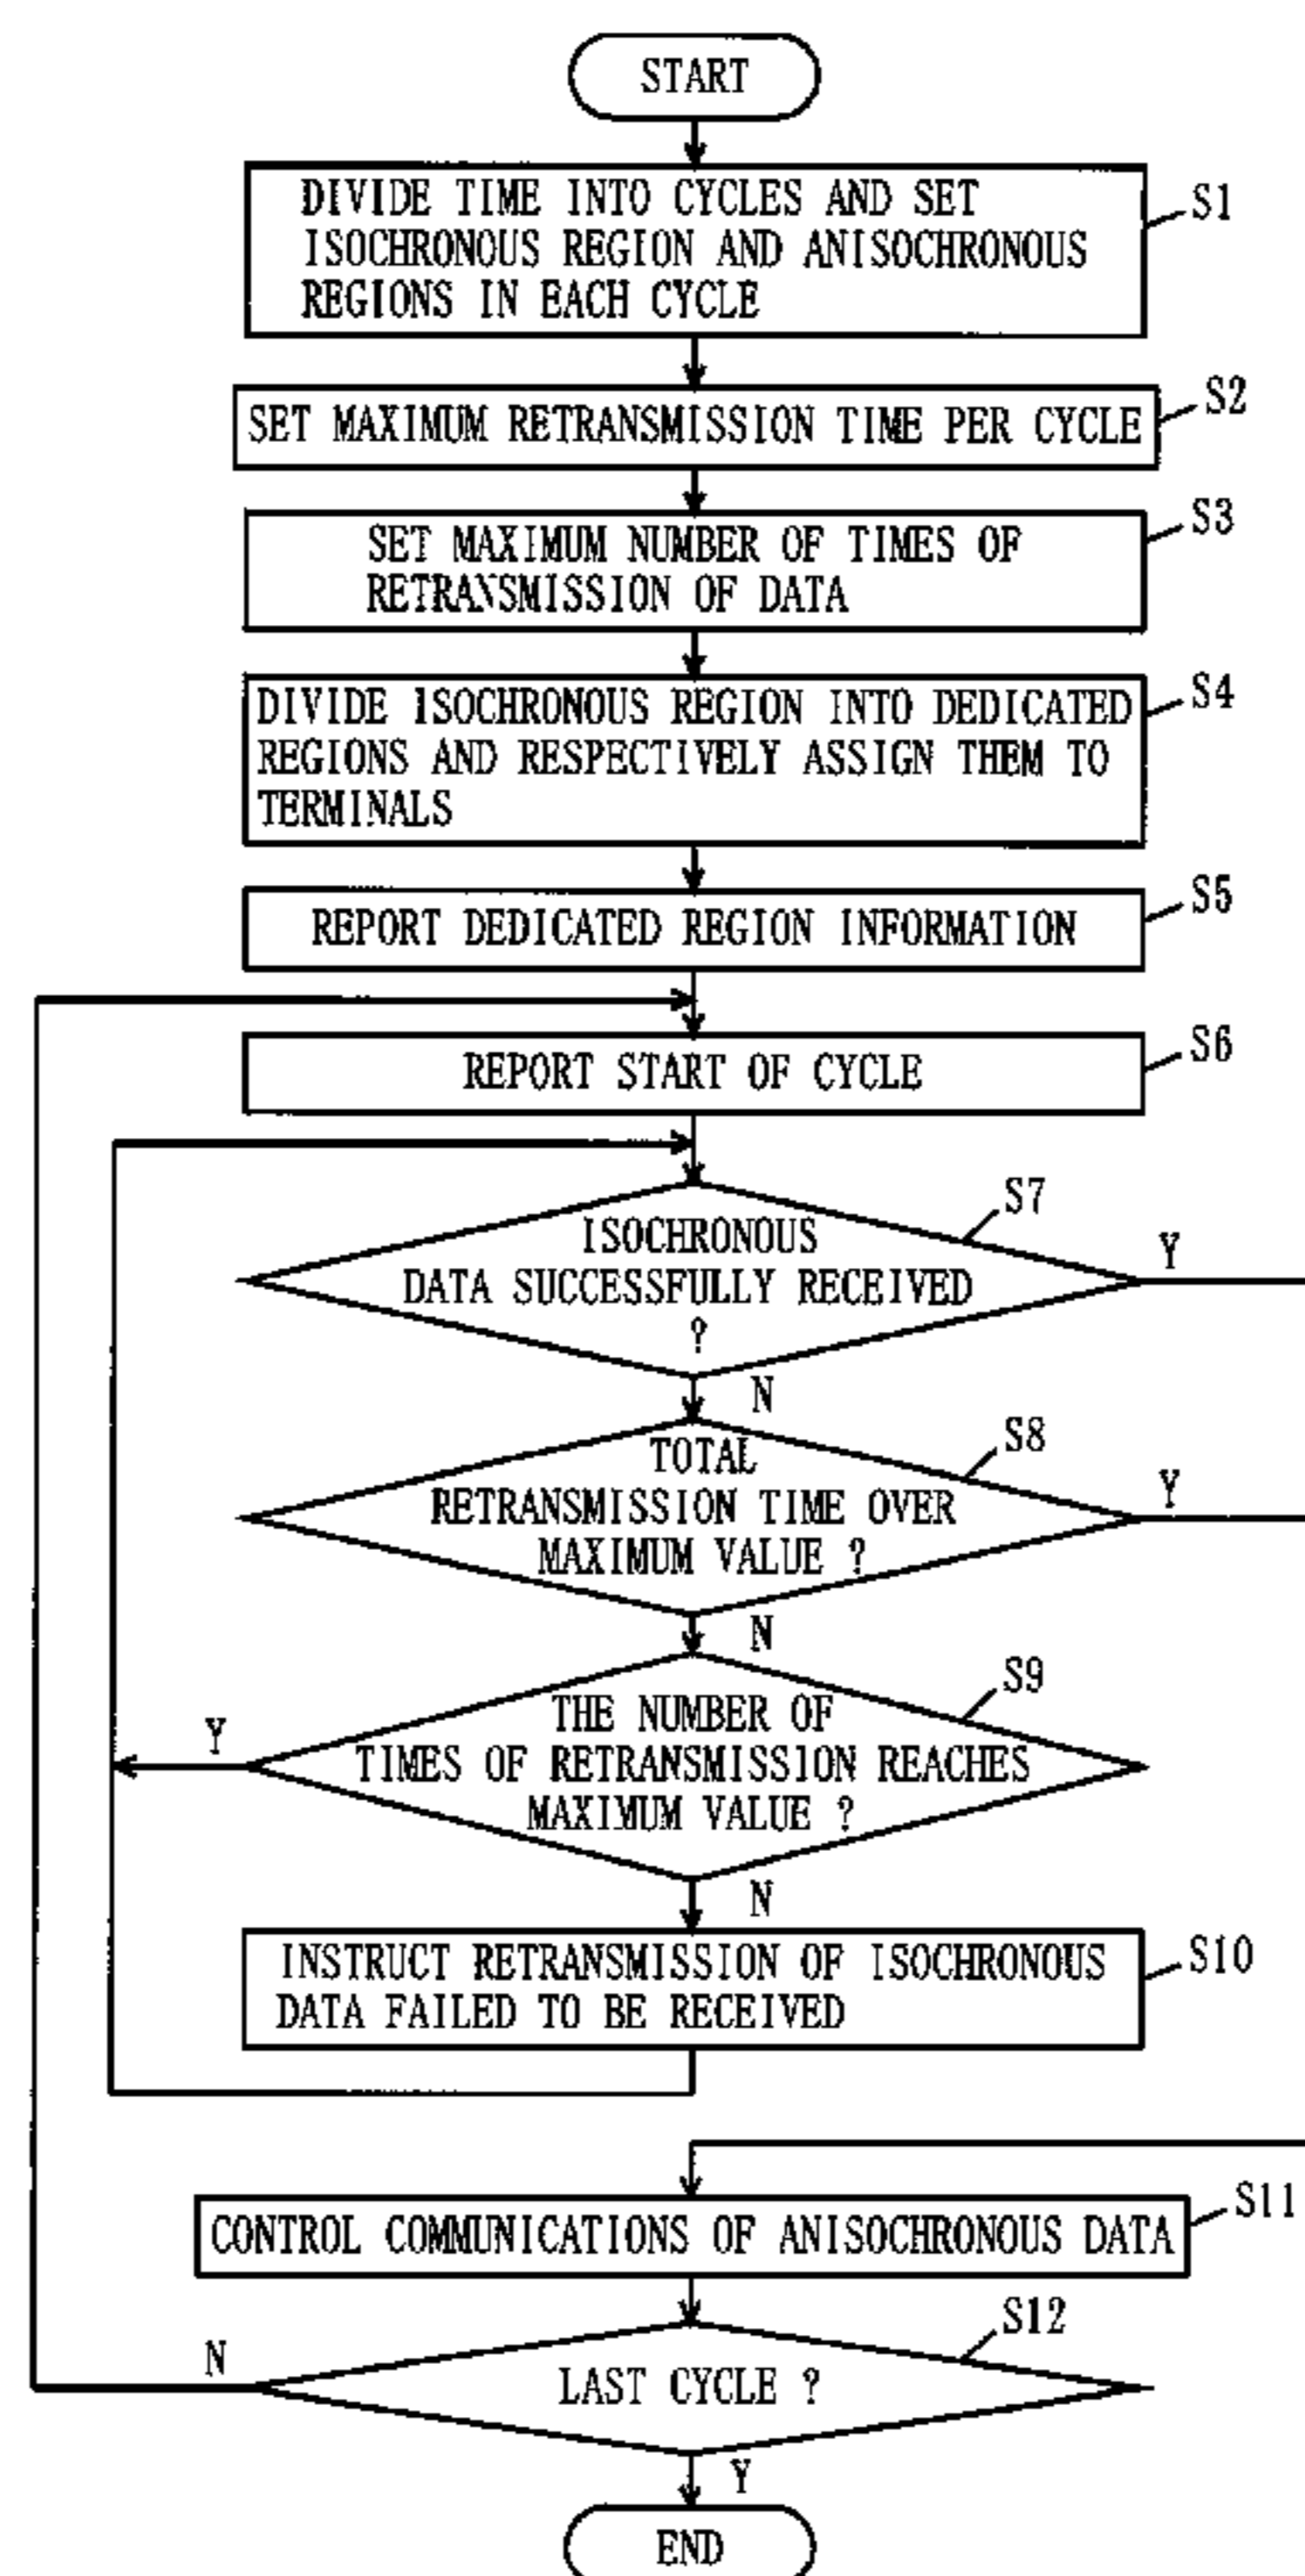 START
DIVIDE TIME INTO CYCLES AND SET
ISOCHRONOUS REGION AND ANISOCHRONOUS
REGIONS IN EACH CYCLE
S1
SET MAXIMUM RETRANSMISSION TIME PER CYCLE
S2
SET MAXIMUM NUMBER OF TIMES OF
RETRANSMISSION OF DATA
S3
DIVIDE ISOCHRONOUS REGION INTO DEDICATED
REGIONS AND RESPECTIVELY ASSIGN THEM TO
TERMINALS
S4
REPORT DEDICATED REGION INFORMATION
S5
REPORT START OF CYCLE
S6
ISOCHRONOUS
DATA SUCCESSFULLY RECEIVED
?
S7
Y
N
TOTAL
RETRANSMISSION TIME OVER
MAXIMUM VALUE ?
S8
Y
N
THE NUMBER OF
TIMES OF RETRANSMISSION REACHES
MAXIMUM VALUE ?
S9
Y
N
INSTRUCT RETRANSMISSION OF ISOCHRONOUS
DATA FAILED TO BE RECEIVED
S10
CONTROL COMMUNICATIONS OF ANISOCHRONOUS DATA
S11
LAST CYCLE ?
S12
N
Y
END